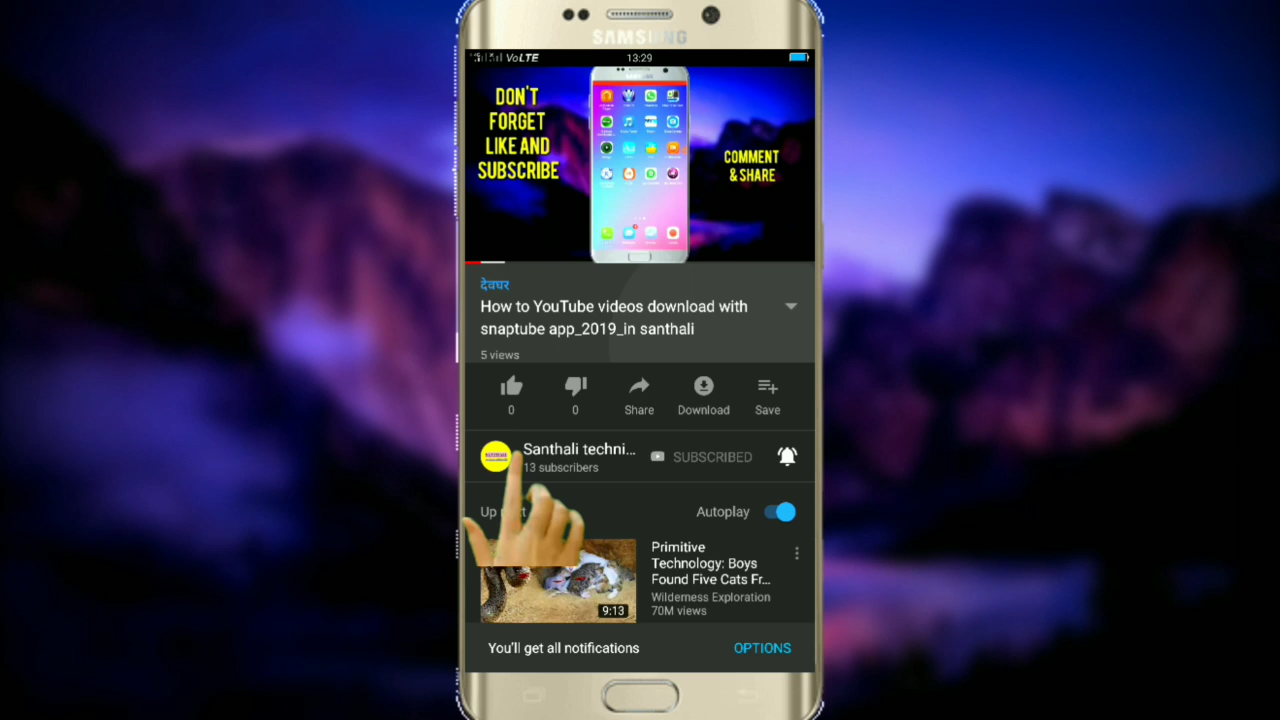 SAMSUNG
VoLTE
13:29
DON'T
FORGET
LIKE AND
SUBSCRIBE
COMMENT
& SHARE
देवघर
How to YouTube videos download with
snaptube app_2019_in santhali
5 views
0
0
Share
Download
Save
Santhali techni...
13 subscribers
SUBSCRIBED
Up
Autoplay
Primitive
Technology: Boys
Found Five Cats Fr...
Wilderness Exploration
70M views
9:13
You'll get all notifications
OPTIONS